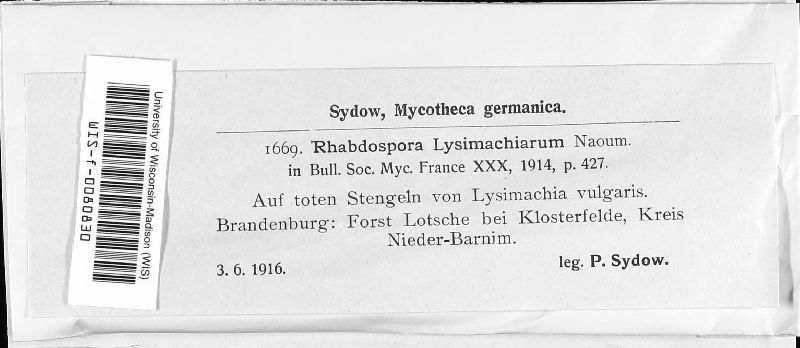 Sydow, Mycotheca germanica.
1669. Rhabdospora Lysimachiarum Naoum.
in Bull. Soc. Myc. France XXX, 1914, p. 427.
Auf toten Stengeln von Lysimachia vulgaris.
Brandenburg: Forst Lotsche bei Klosterfelde, Kreis
Nieder-Barnim.
3. 6. 1916.
leg. P. Sydow.
University of Wisconsin-Madison (WIS)
WIS-f-0080830